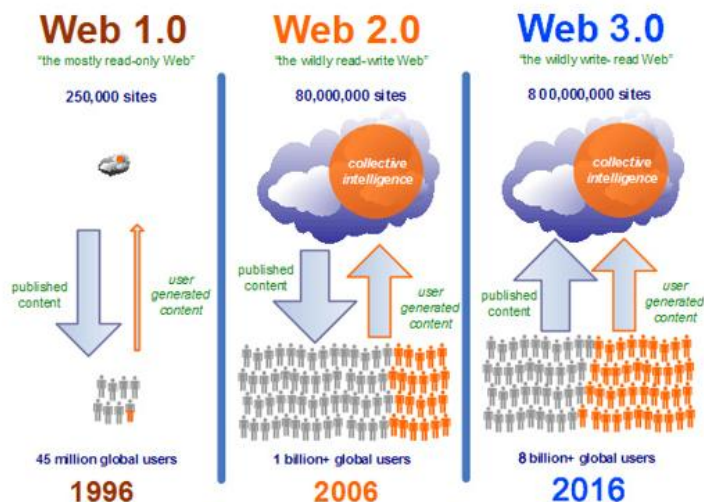 Web 1.0
"the mostly read-only Web"
250,000 sites
published
content
user
generated
content
45 million global users
1996
Web 2.0
"the wildly read-write Web"
80,000,000 sites
collective
intelligence
published
content
user
generated
content
1 billion+ global users
2006
Web 3.0
"the wildly write- read Web"
800,000,000 sites
collective
intelligence
published
content
user
generated
content
8 billion+ global users
2016